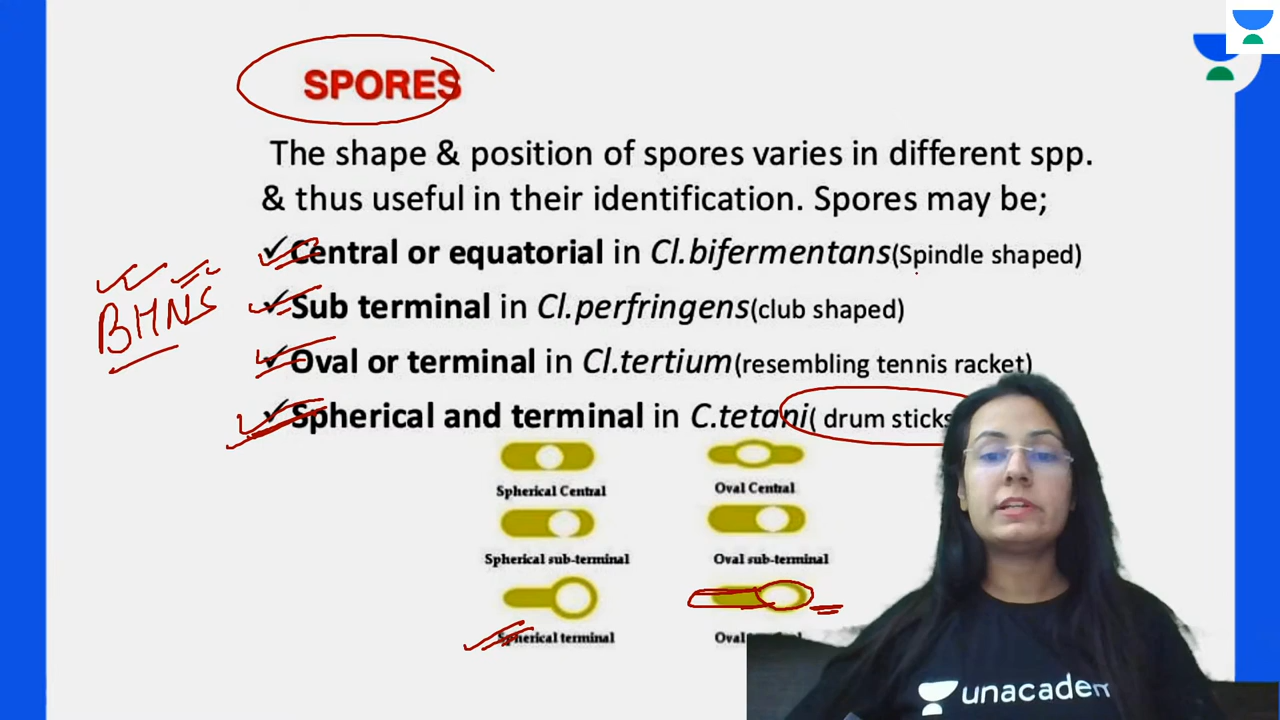 SPORES
The shape & position of spores varies in different spp.
& thus useful in their identification. Spores may be;
✓Central or equatorial in Cl.bifermentans(Spindle shaped)
✓Sub terminal in Cl.perfringens(club shaped)
✓Oval or terminal in Cl.tertium(resembling tennis racket)
✓Spherical and terminal in C.tetani( drum sticks
BHNS
Spherical Central
Oval Central
Spherical sub-terminal
Oval sub-terminal
Spherical terminal
Oval
unacadem